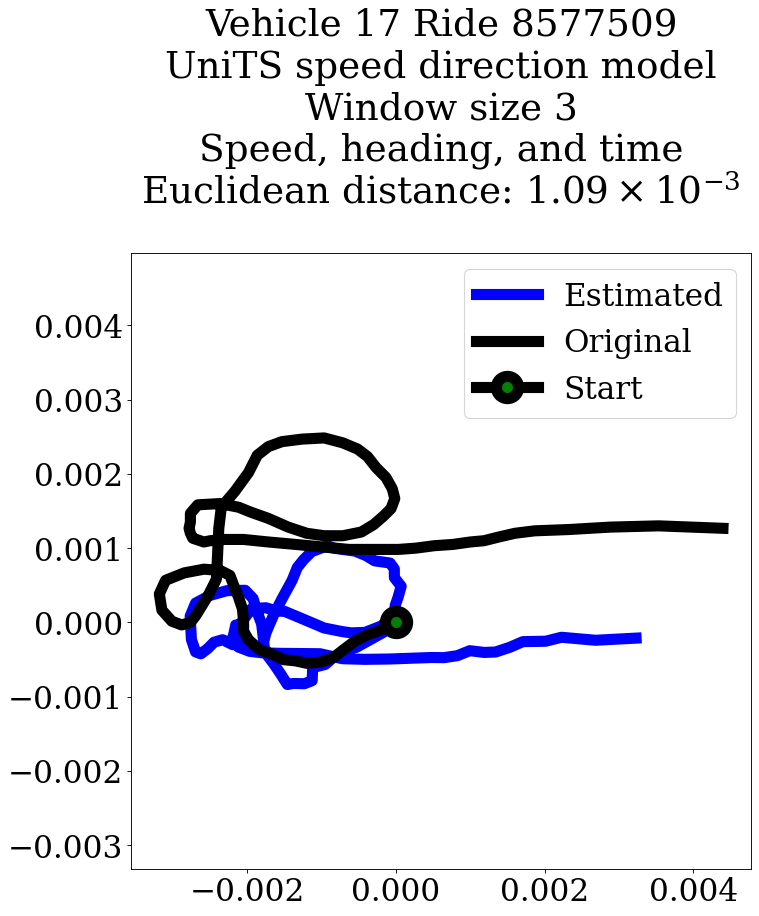 Vehicle 17 Ride 8577509
UniTS speed direction model
Window size 3
Speed, heading, and time
Euclidean distance: 1.09 × 10⁻³
Estimated
Original
Start
0.004
0.003
0.002
0.001
0.000
−0.001
−0.002
−0.003
−0.002 0.000 0.002 0.004